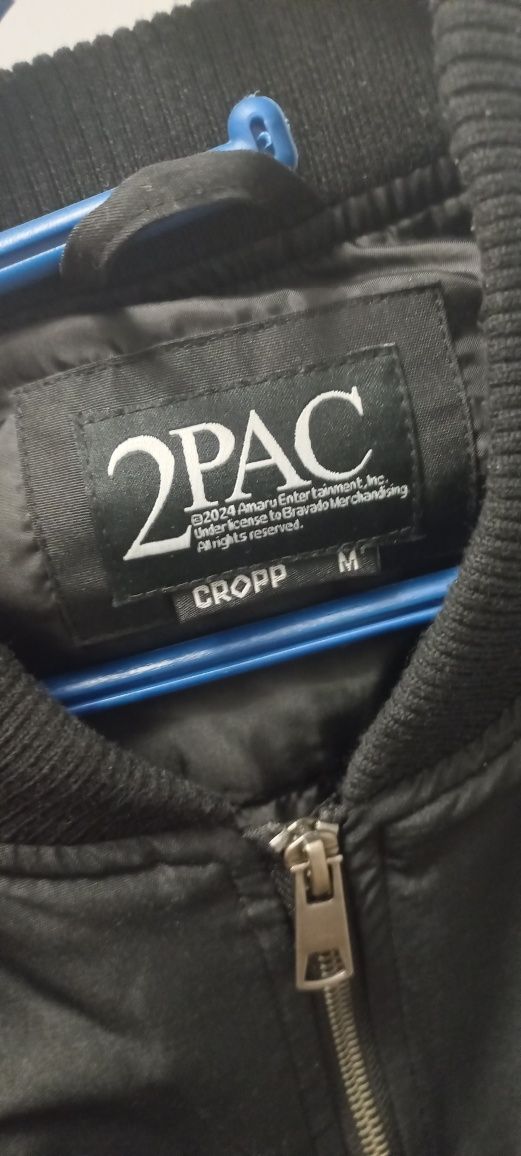 2PAC
©2024 Amaru Entertainment, Inc.
Under license to Bravado Merchandising
All rights reserved.
CROPP M